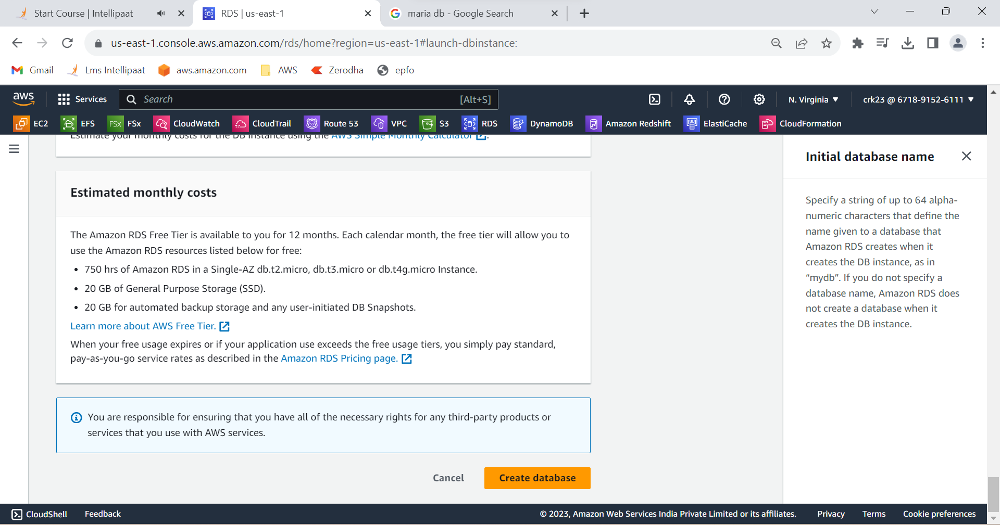 Start Course | Intellipaat
RDS | us-east-1
maria db - Google Search
us-east-1.console.aws.amazon.com/rds/home?region=us-east-1#launch-dbinstance:
Gmail
Lms Intellipaat
aws.amazon.com
AWS
Zerodha
epfo
aws
Services
Search
[Alt+S]
N. Virginia
crk23 @ 6718-9152-6111
EC2
EFS
FSx
FSx
CloudWatch
CloudTrail
53
Route 53
VPC
S3
RDS
DynamoDB
Amazon Redshift
ElastiCache
CloudFormation
Estimate your monthly costs for the DB Instance using the AWS Simple Monthly Calculator.
Estimated monthly costs
The Amazon RDS Free Tier is available to you for 12 months. Each calendar month, the free tier will allow you to
use the Amazon RDS resources listed below for free:
• 750 hrs of Amazon RDS in a Single-AZ db.t2.micro, db.t3.micro or db.t4g.micro Instance.
• 20 GB of General Purpose Storage (SSD).
• 20 GB for automated backup storage and any user-initiated DB Snapshots.
Learn more about AWS Free Tier.
When your free usage expires or if your application use exceeds the free usage tiers, you simply pay standard,
pay-as-you-go service rates as described in the Amazon RDS Pricing page.
You are responsible for ensuring that you have all of the necessary rights for any third-party products or
services that you use with AWS services.
Cancel
Create database
Initial database name
Specify a string of up to 64 alpha-
numeric characters that define the
name given to a database that
Amazon RDS creates when it
creates the DB instance, as in
“mydb”. If you do not specify a
database name, Amazon RDS does
not create a database when it
creates the DB instance.
CloudShell
Feedback
© 2023, Amazon Web Services India Private Limited or its affiliates.
Privacy
Terms
Cookie preferences